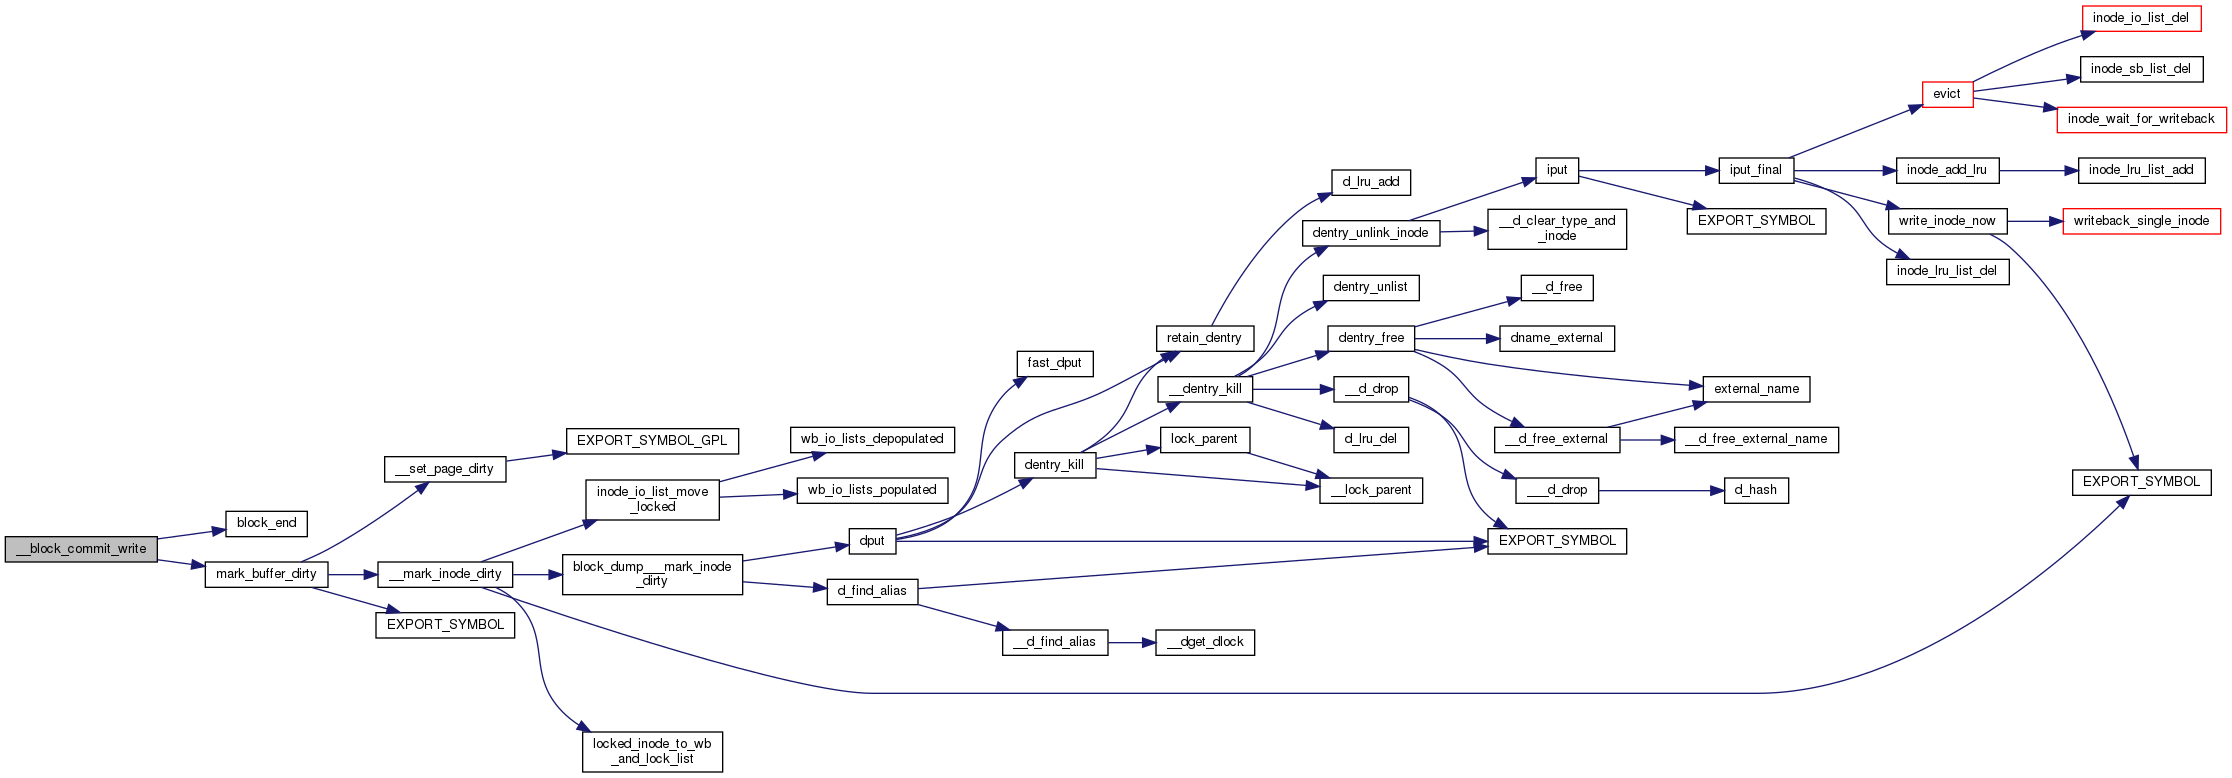 inode_io_list_del
inode_sb_list_del
evict
inode_wait_for_writeback
iput
iput_final
inode_add_lru
inode_lru_list_add
d_lru_add
EXPORT_SYMBOL
write_inode_now
writeback_single_inode
dentry_unlink_inode
__d_clear_type_and
_inode
inode_lru_list_del
dentry_unlist
__d_free
retain_dentry
dentry_free
dname_external
fast_dput
__dentry_kill
__d_drop
external_name
EXPORT_SYMBOL_GPL
wb_io_lists_depopulated
lock_parent
d_lru_del
__d_free_external
__d_free_external_name
__set_page_dirty
dentry_kill
inode_io_list_move
_locked
wb_io_lists_populated
__lock_parent
___d_drop
d_hash
EXPORT_SYMBOL
block_end
__block_commit_write
dput
EXPORT_SYMBOL
mark_buffer_dirty
__mark_inode_dirty
block_dump___mark_inode
_dirty
d_find_alias
EXPORT_SYMBOL
__d_find_alias
__dget_dlock
locked_inode_to_wb
_and_lock_list